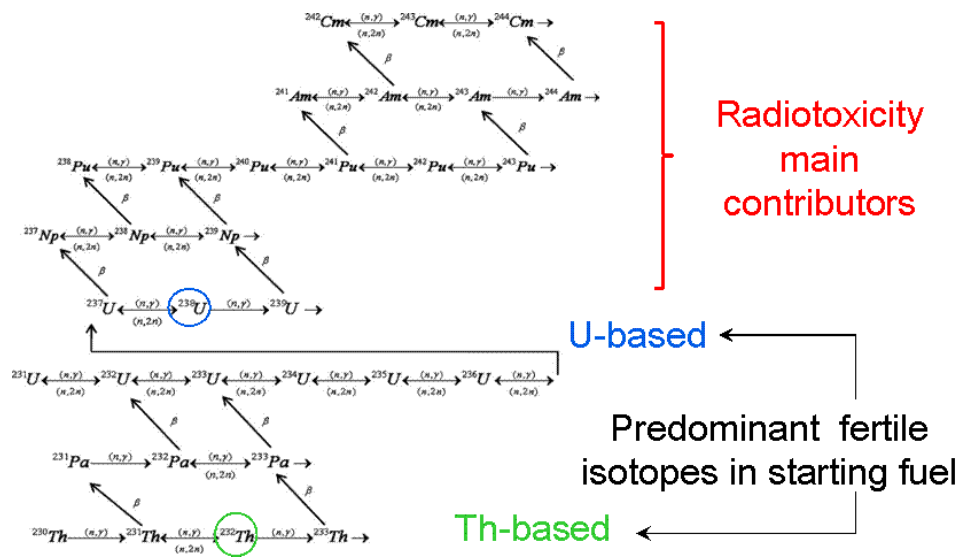 ²⁴²Cm (n,γ) (n,2n) ²⁴³Cm (n,γ) (n,2n) ²⁴⁴Cm (n,γ)
β β
²⁴¹Am (n,γ) (n,2n) ²⁴²Am (n,γ) (n,2n) ²⁴³Am (n,γ) ²⁴⁴Am
β β
²³⁸Pu (n,γ) (n,2n) ²³⁹Pu (n,γ) (n,2n) ²⁴⁰Pu (n,γ) (n,2n) ²⁴¹Pu (n,γ) (n,2n) ²⁴²Pu (n,γ) (n,2n) ²⁴³Pu
β β
²³⁷Np (n,γ) (n,2n) ²³⁸Np (n,γ) (n,2n) ²³⁹Np
β β
²³⁷U (n,γ) (n,2n) ²³⁸U (n,γ) ²³⁹U
Radiotoxicity
main
contributors
U-based
²³¹U (n,γ) (n,2n) ²³²U (n,γ) (n,2n) ²³³U (n,γ) (n,2n) ²³⁴U (n,γ) (n,2n) ²³⁵U (n,γ) (n,2n) ²³⁶U (n,γ) (n,2n)
β β
²³¹Pa (n,γ) ²³²Pa (n,γ) (n,2n) ²³³Pa
β β
²³⁰Th (n,γ) ²³¹Th (n,γ) (n,2n) ²³²Th (n,γ) ²³³Th
Predominant fertile
isotopes in starting fuel
Th-based